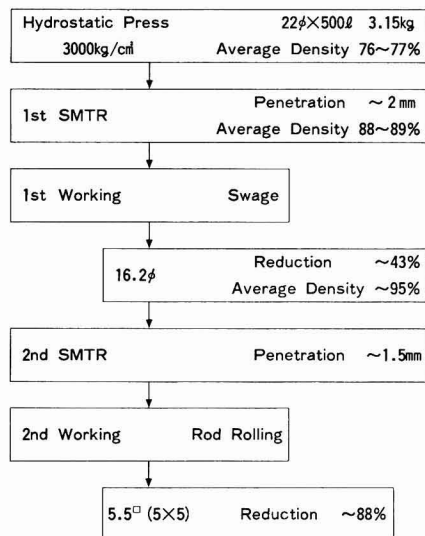 Hydrostatic Press 22ϕ×500ℓ 3.15kg
3000kg/c㎡ Average Density 76~77%
Penetration ~2mm
1st SMTR
Average Density 88~89%
1st Working Swage
Reduction ~43%
16.2ϕ
Average Density ~95%
2nd SMTR Penetration ~1.5mm
2nd Working Rod Rolling
5.5□ (5×5) Reduction ~88%